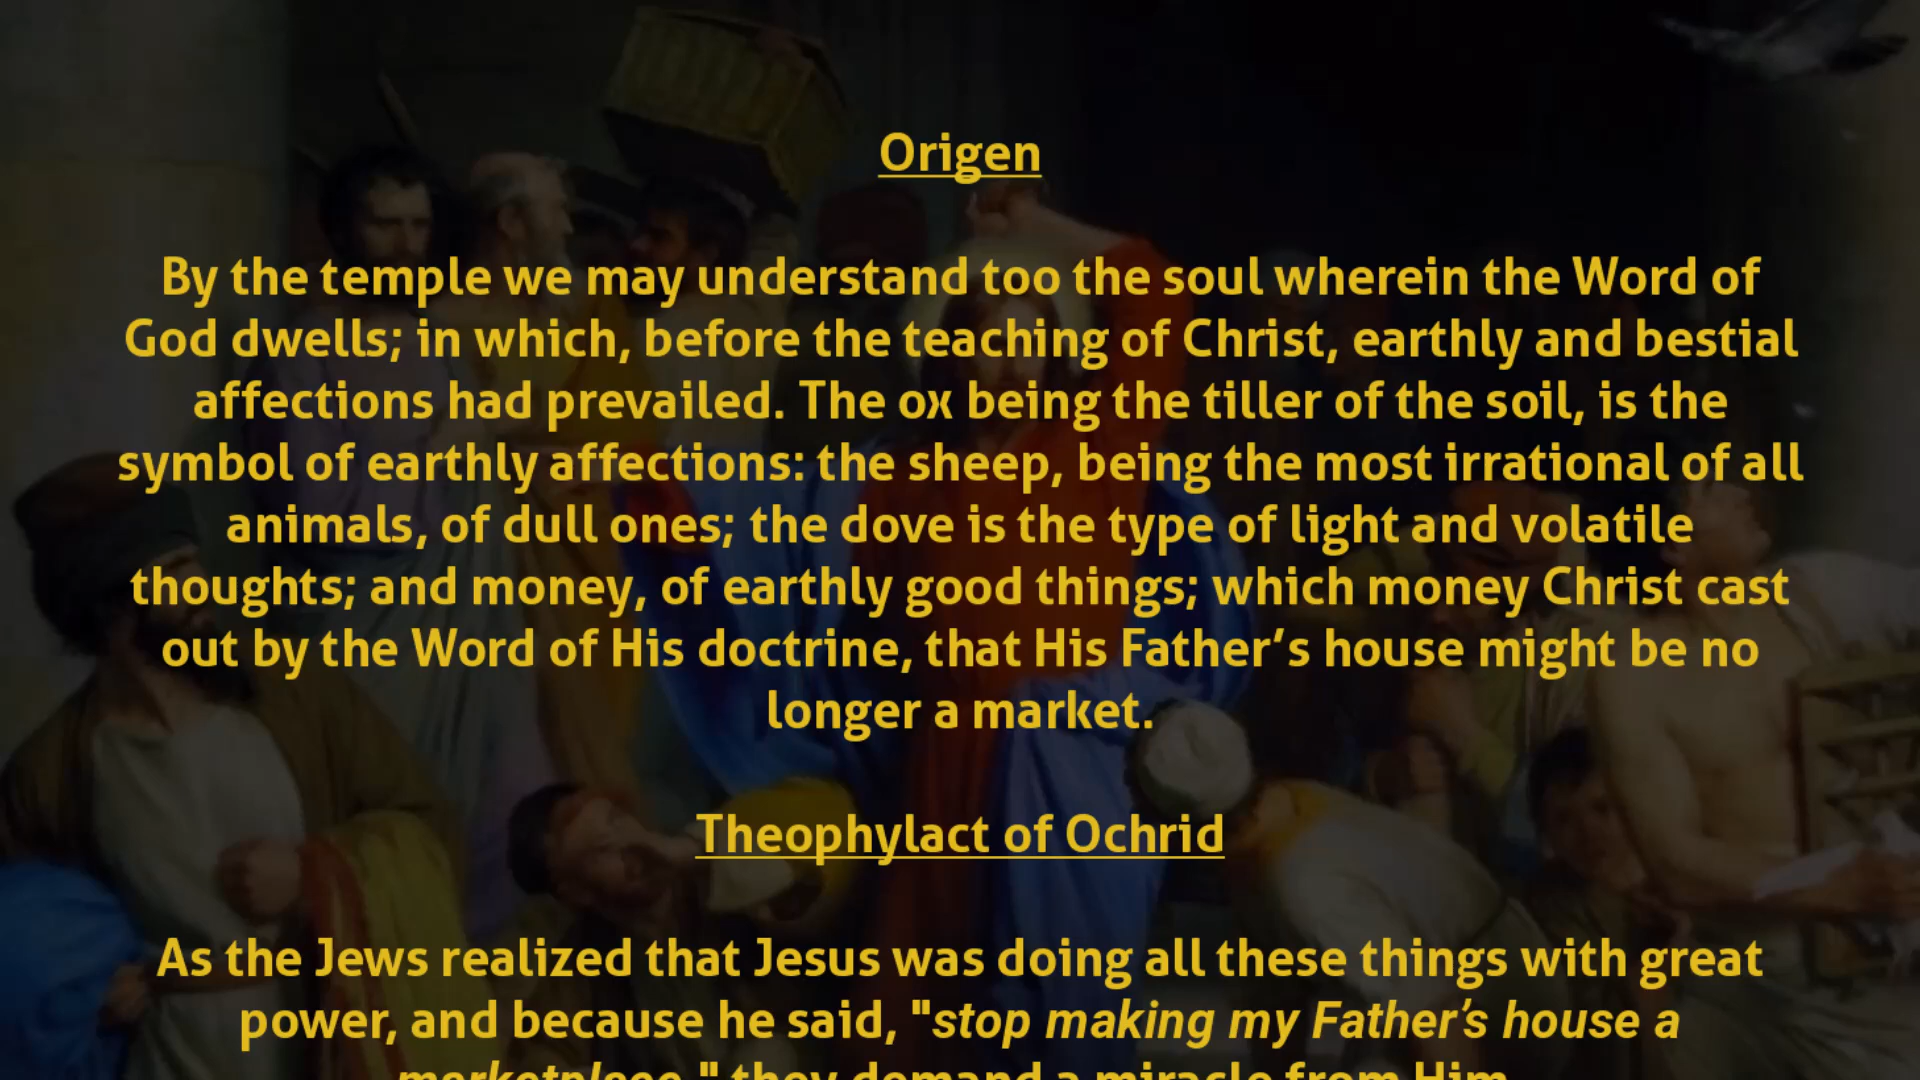 Origen
By the temple we may understand too the soul wherein the Word of
God dwells; in which, before the teaching of Christ, earthly and bestial
affections had prevailed. The ox being the tiller of the soil, is the
symbol of earthly affections: the sheep, being the most irrational of all
animals, of dull ones; the dove is the type of light and volatile
thoughts; and money, of earthly good things; which money Christ cast
out by the Word of His doctrine, that His Father’s house might be no
longer a market.
Theophylact of Ochrid
As the Jews realized that Jesus was doing all these things with great
power, and because he said, "stop making my Father’s house a
marketplace," they demand a miracle from Him